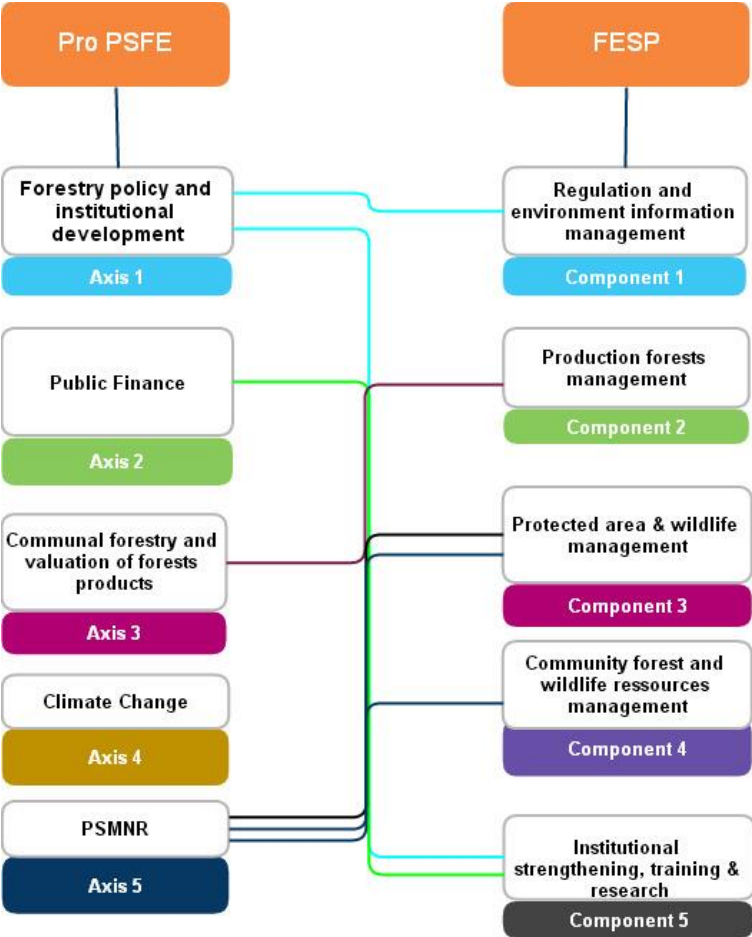 Pro PSFE
Forestry policy and
institutional
development
Axis 1
Public Finance
Axis 2
Communal forestry and
valuation of forests
products
Axis 3
Climate Change
Axis 4
PSMNR
Axis 5
FESP
Regulation and
environment information
management
Component 1
Production forests
management
Component 2
Protected area & wildlife
management
Component 3
Community forest and
wildlife ressources
management
Component 4
Institutional
strengthening, training &
research
Component 5